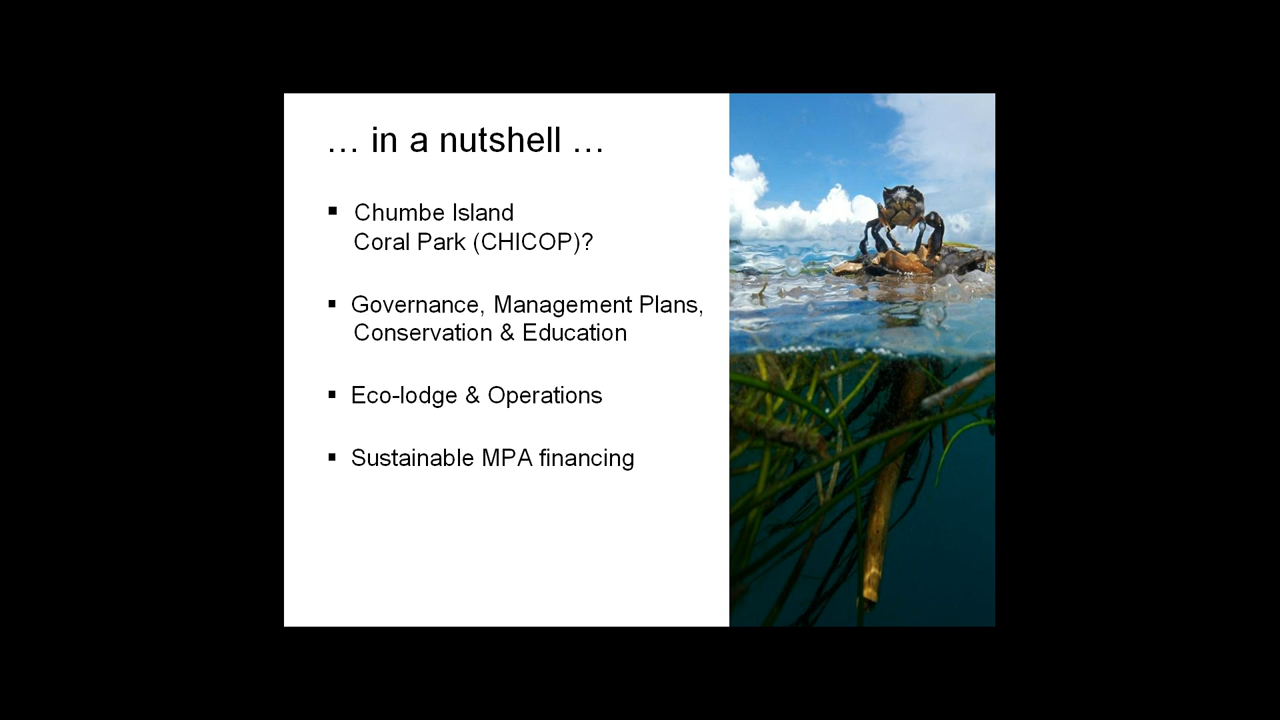 … in a nutshell …
▪ Chumbe Island
Coral Park (CHICOP)?
▪ Governance, Management Plans,
Conservation & Education
▪ Eco-lodge & Operations
▪ Sustainable MPA financing